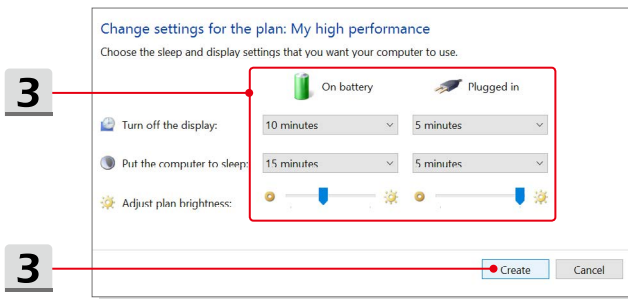 Change settings for the plan: My high performance
Choose the sleep and display settings that you want your computer to use.
3
On battery
Plugged in
Turn off the display:
10 minutes
5 minutes
Put the computer to sleep:
15 minutes
5 minutes
Adjust plan brightness:
3
Create
Cancel